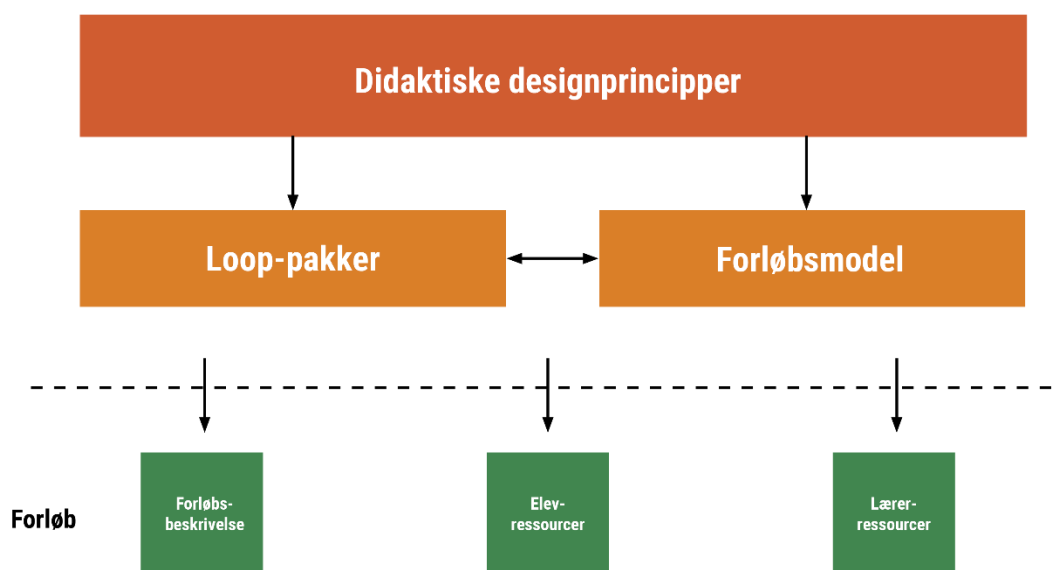 Didaktiske designprincipper
Loop-pakker
Forløbsmodel
Forløb
Forløbs-
beskrivelse
Elev-
ressourcer
Lærer-
ressourcer